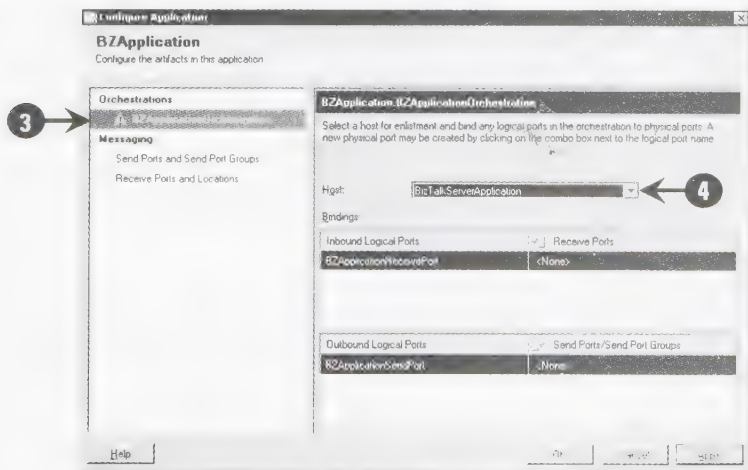 Configure Application
BZApplication
Configure the artifacts in this application
Orchestrations
Messaging
Send Ports and Send Port Groups
Receive Ports and Locations
3
BZApplication.BZApplicationOrchestration
Select a host for enlistment and bind any logical ports in the orchestration to physical ports. A
new physical port may be created by clicking on the combo box next to the logical port name
Host:
BizTalkServerApplication
4
Bindings
Inbound Logical Ports
Receive Ports
BZApplicationReceivePort
<None>
Outbound Logical Ports
Send Ports/Send Port Groups
BZApplicationSendPort
<None>
Help